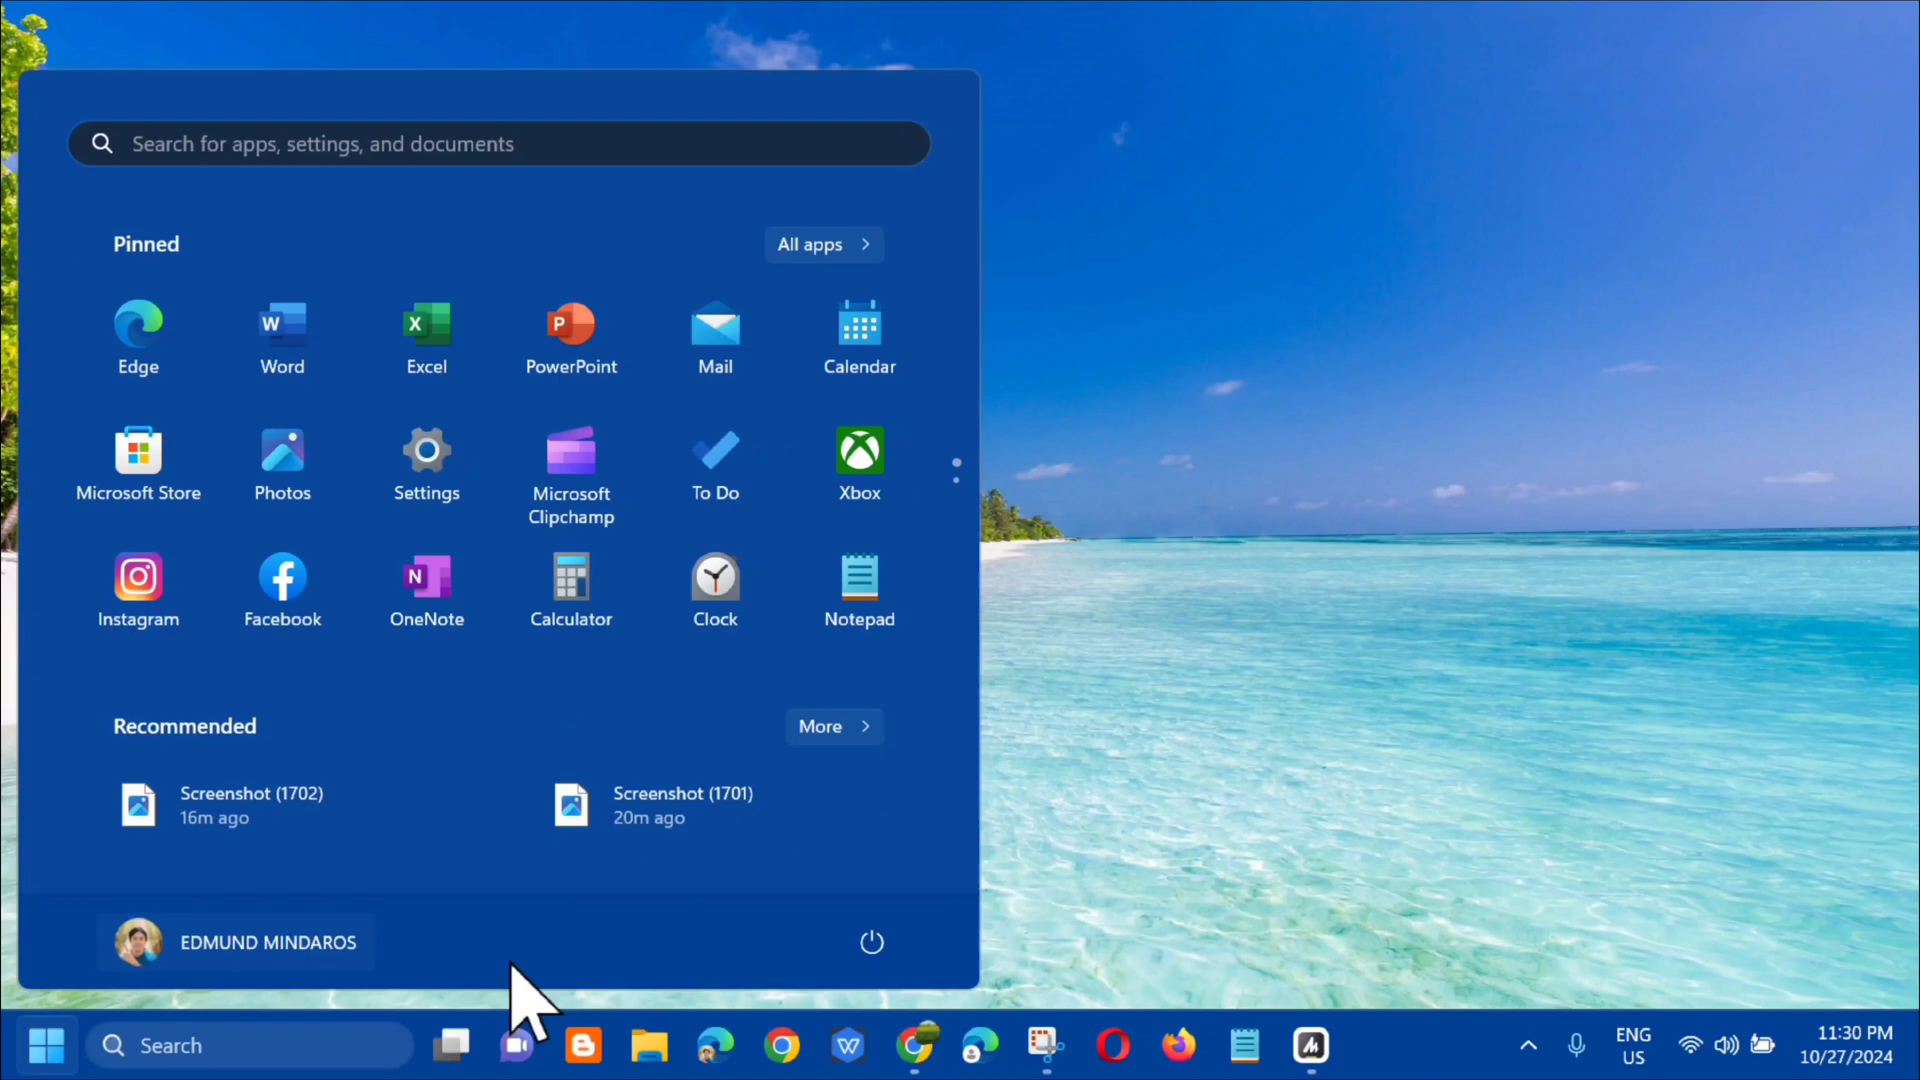 Search for apps, settings, and documents
Pinned
All apps
Edge
Word
Excel
PowerPoint
Mail
Calendar
Microsoft Store
Photos
Settings
Microsoft
Clipchamp
To Do
Xbox
Instagram
Facebook
OneNote
Calculator
Clock
Notepad
Recommended
More
Screenshot (1702)
16m ago
Screenshot (1701)
20m ago
EDMUND MINDAROS
Search
ENG
US
11:30 PM
10/27/2024